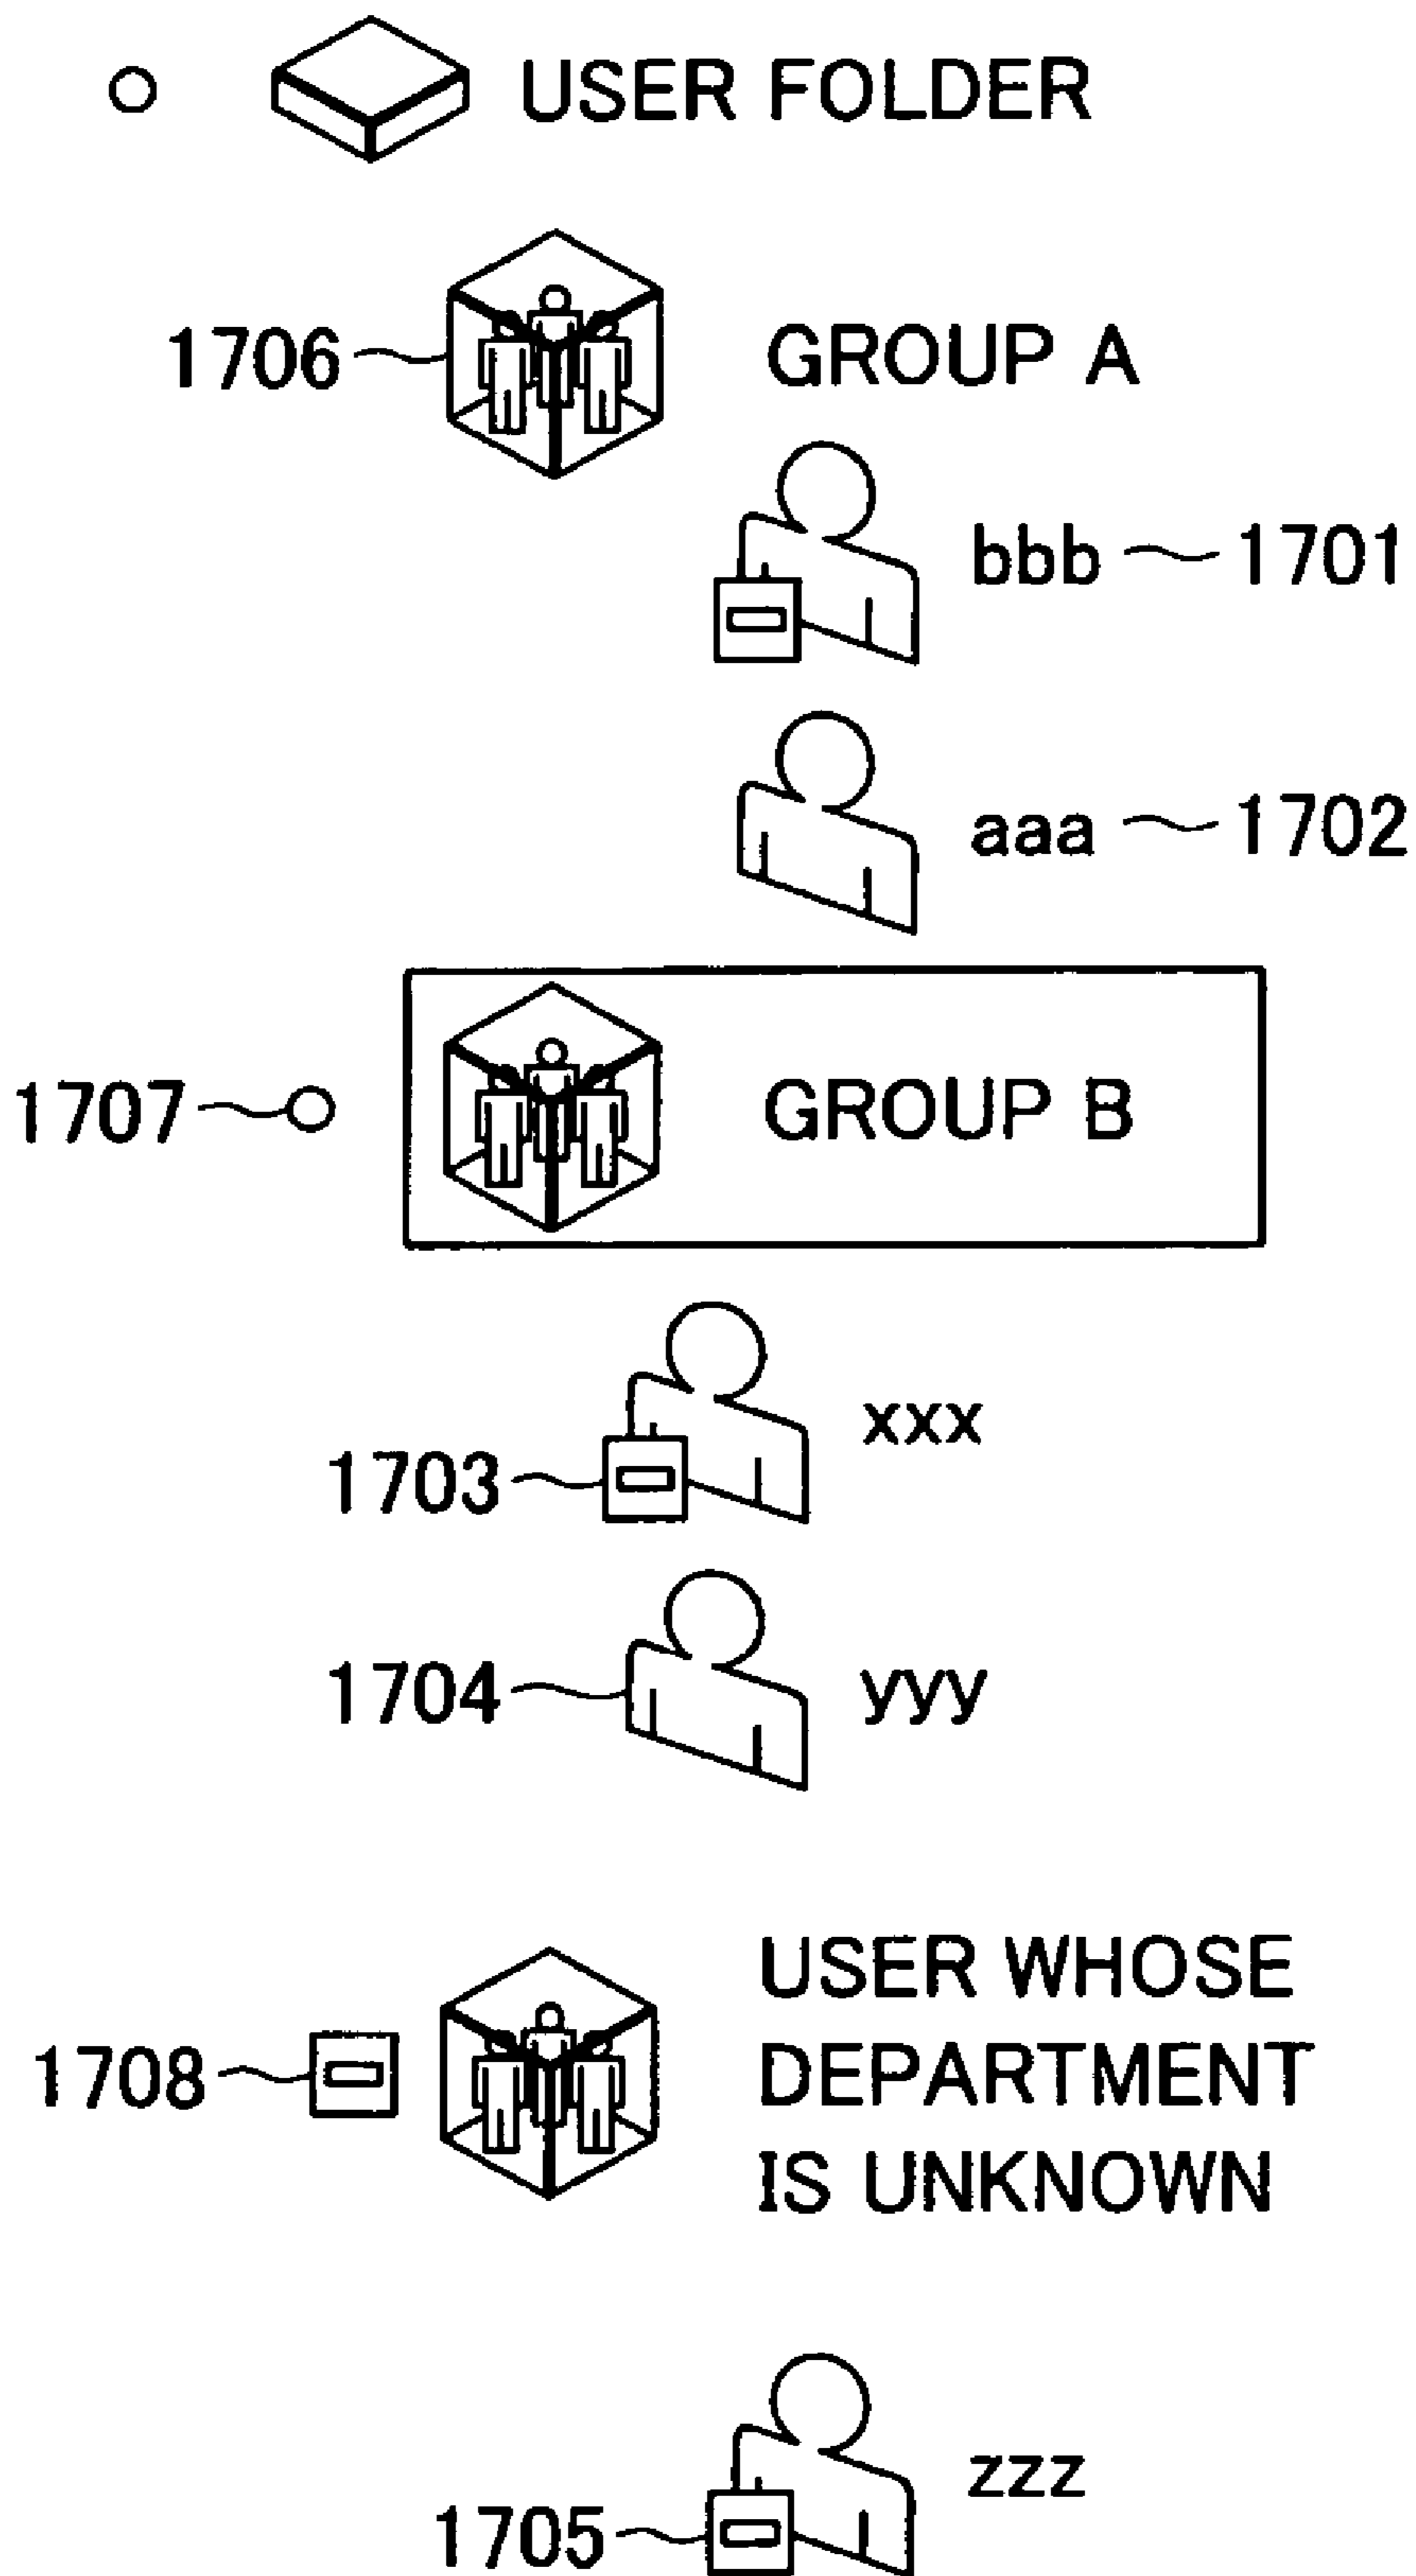 USER FOLDER
1706 GROUP A
bbb 1701
aaa 1702
1707 GROUP B
xxx
1703
1704 yyy
USER WHOSE
1708 DEPARTMENT
IS UNKNOWN
zzz
1705